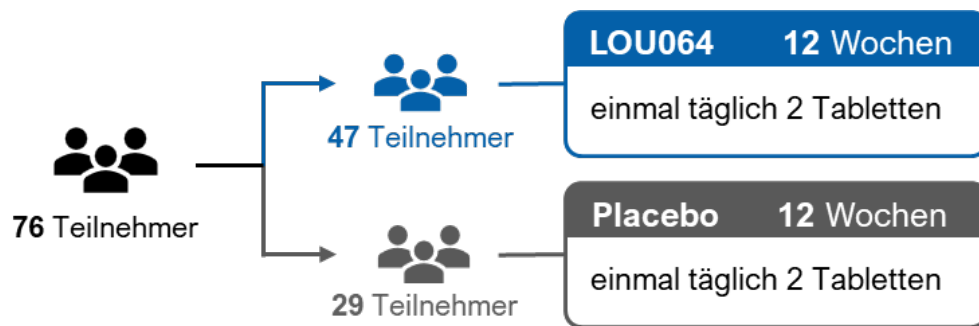 76 Teilnehmer
47 Teilnehmer
LOU064 12 Wochen
einmal täglich 2 Tabletten
29 Teilnehmer
Placebo 12 Wochen
einmal täglich 2 Tabletten